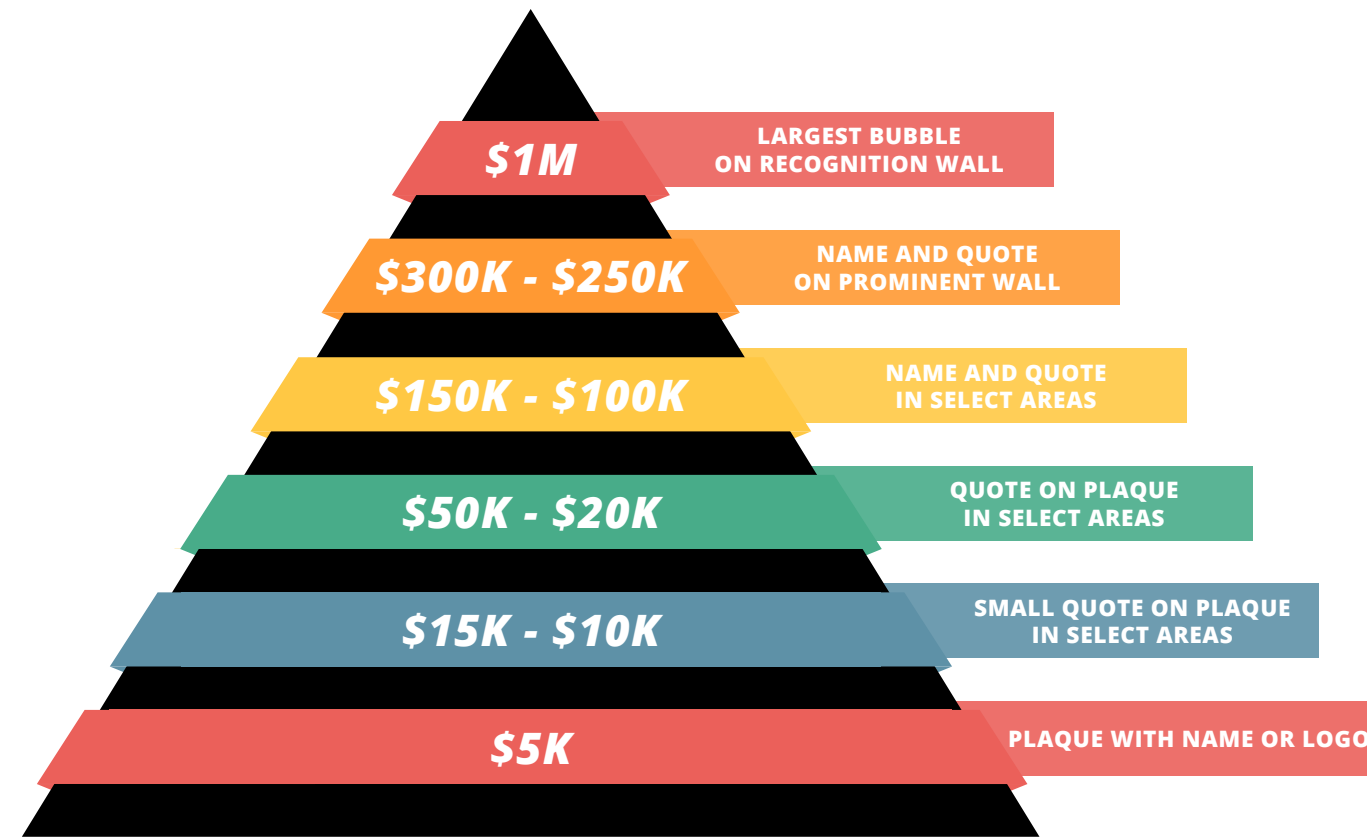 $1M
LARGEST BUBBLE
ON RECOGNITION WALL
$300K - $250K
NAME AND QUOTE
ON PROMINENT WALL
$150K - $100K
NAME AND QUOTE
IN SELECT AREAS
$50K - $20K
QUOTE ON PLAQUE
IN SELECT AREAS
$15K - $10K
SMALL QUOTE ON PLAQUE
IN SELECT AREAS
$5K
PLAQUE WITH NAME OR LOGO